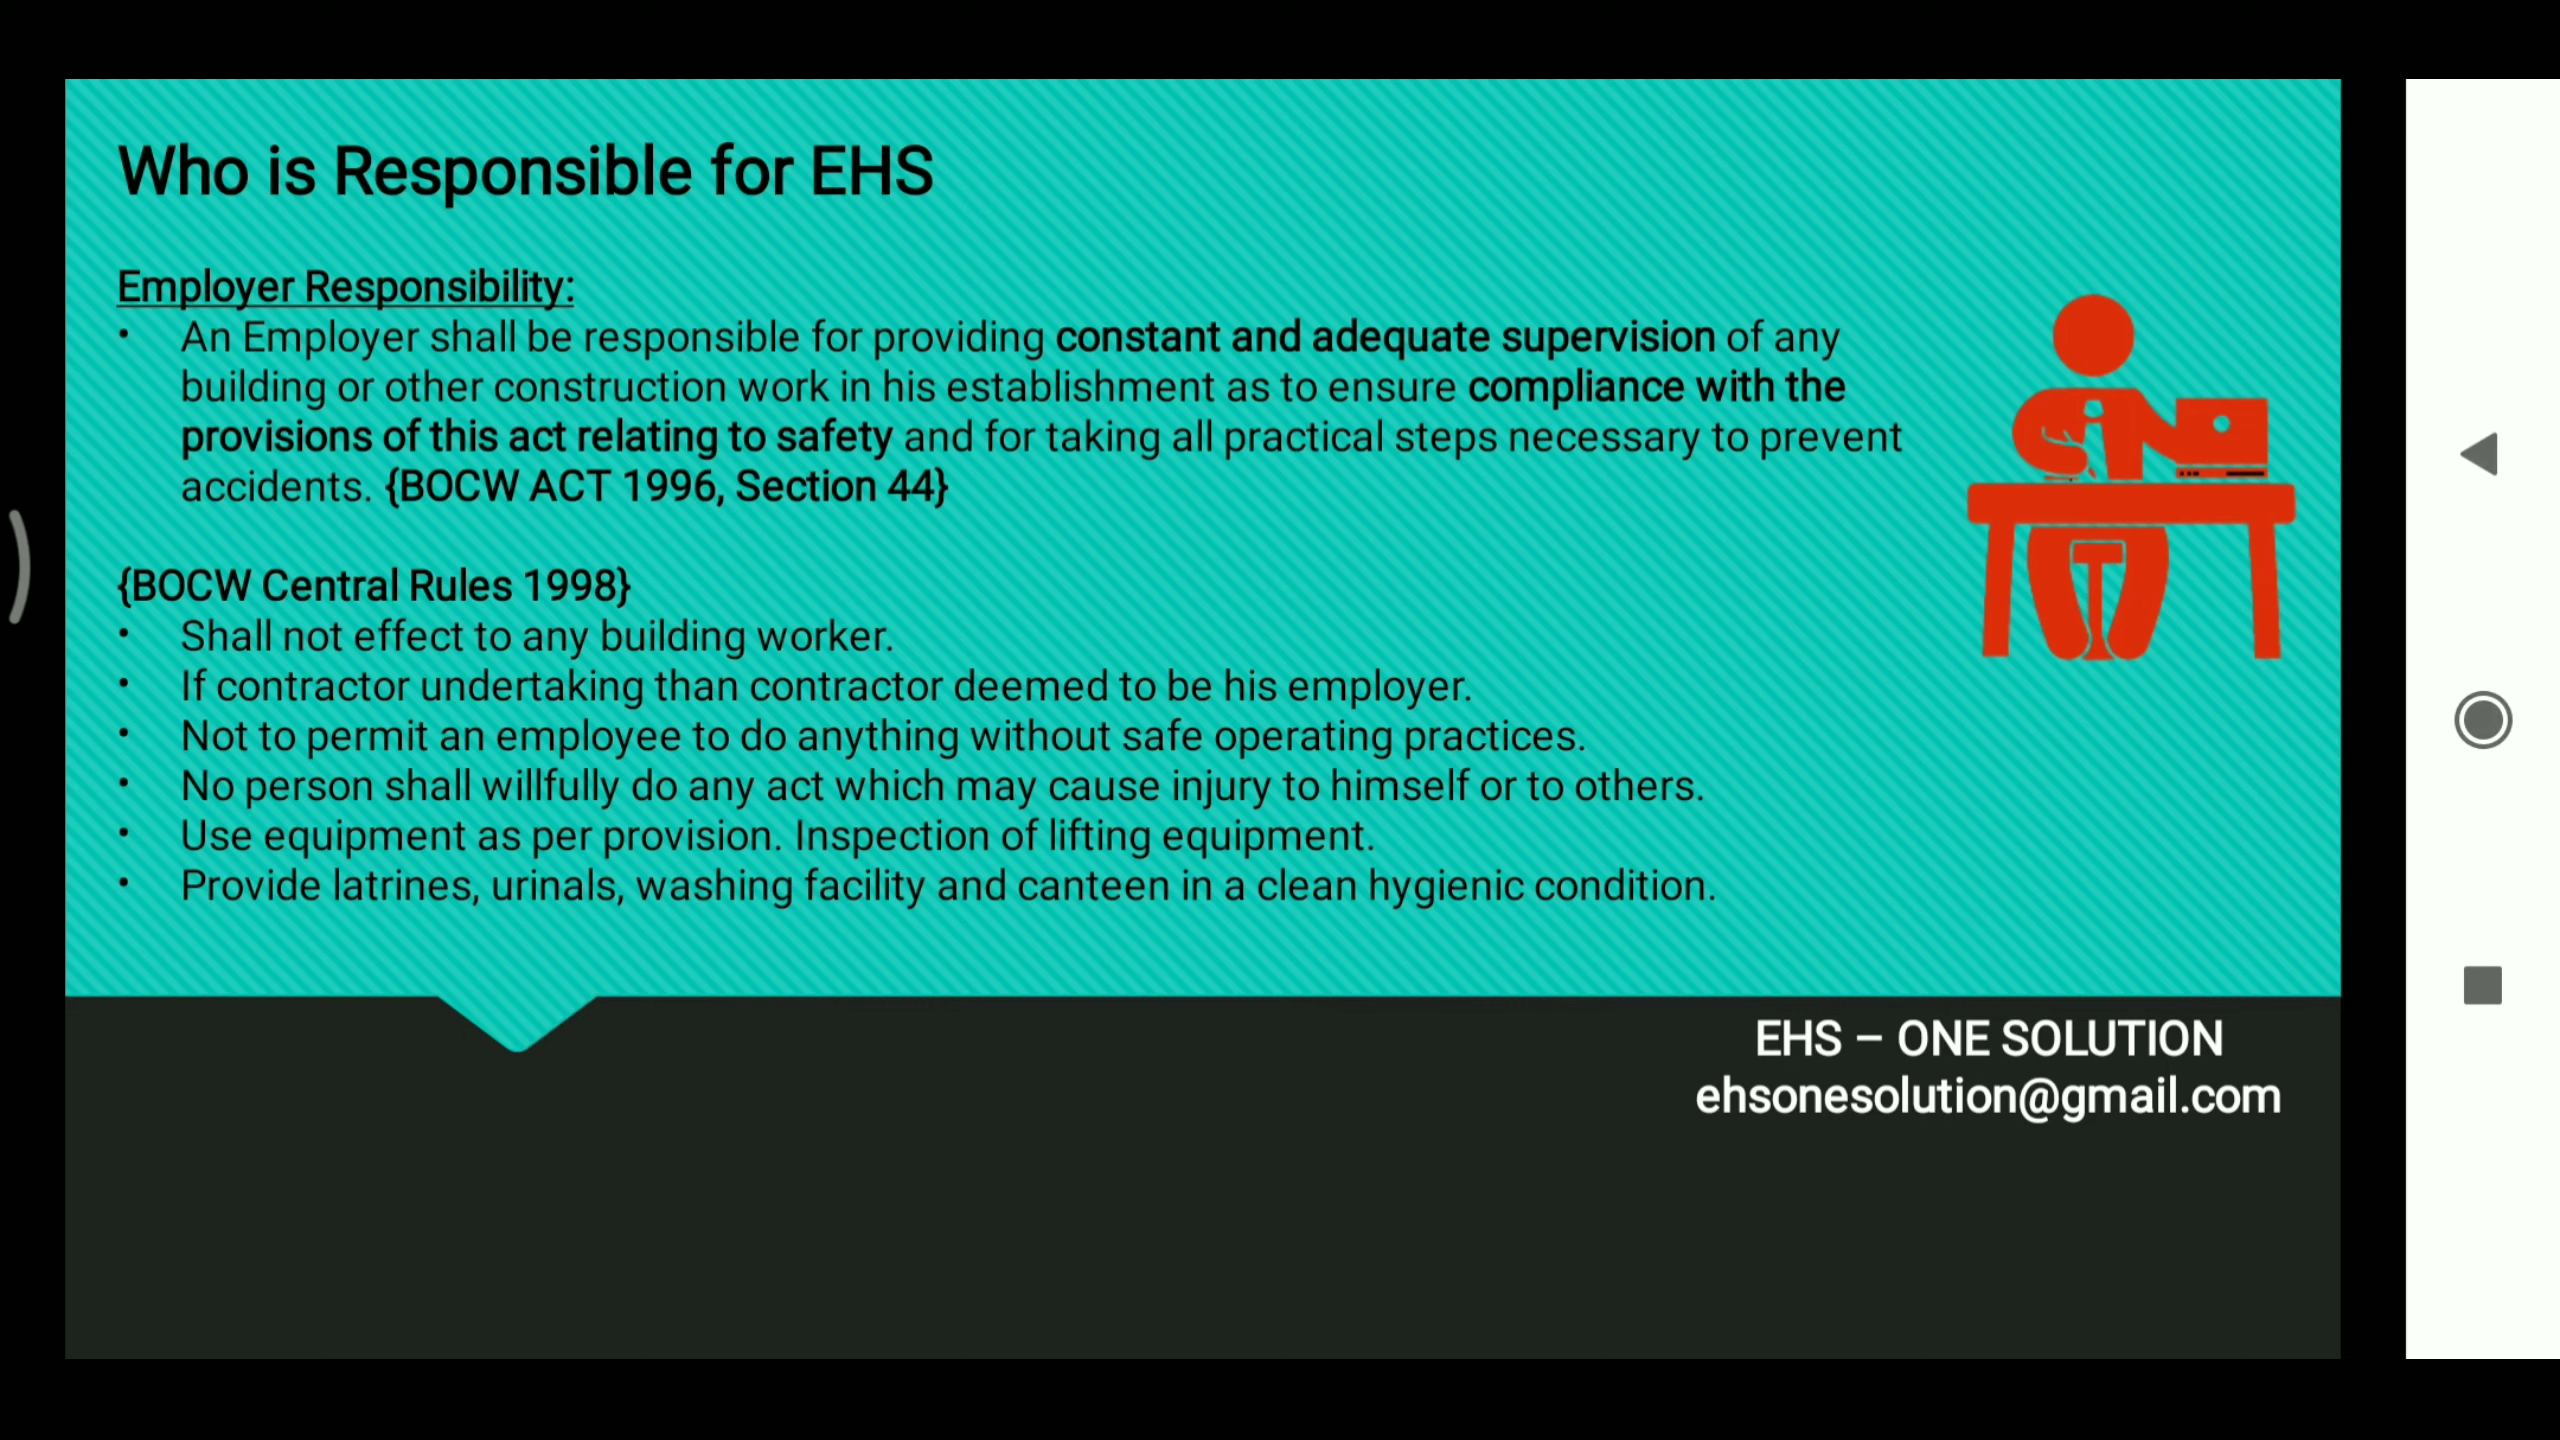 Who is Responsible for EHS
Employer Responsibility:
• An Employer shall be responsible for providing constant and adequate supervision of any
building or other construction work in his establishment as to ensure compliance with the
provisions of this act relating to safety and for taking all practical steps necessary to prevent
accidents. {BOCW ACT 1996, Section 44}
{BOCW Central Rules 1998}
• Shall not effect to any building worker.
• If contractor undertaking than contractor deemed to be his employer.
• Not to permit an employee to do anything without safe operating practices.
• No person shall willfully do any act which may cause injury to himself or to others.
• Use equipment as per provision. Inspection of lifting equipment.
• Provide latrines, urinals, washing facility and canteen in a clean hygienic condition.
EHS – ONE SOLUTION
ehsonesolution@gmail.com